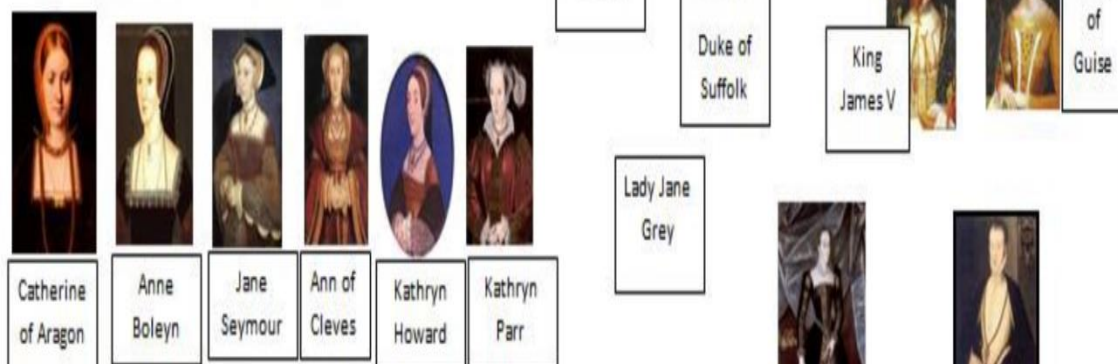 Duke of
Suffolk
King
James V
of
Guise
Lady Jane
Grey
Catherine
of Aragon
Anne
Boleyn
Jane
Seymour
Ann of
Cleves
Kathryn
Howard
Kathryn
Parr